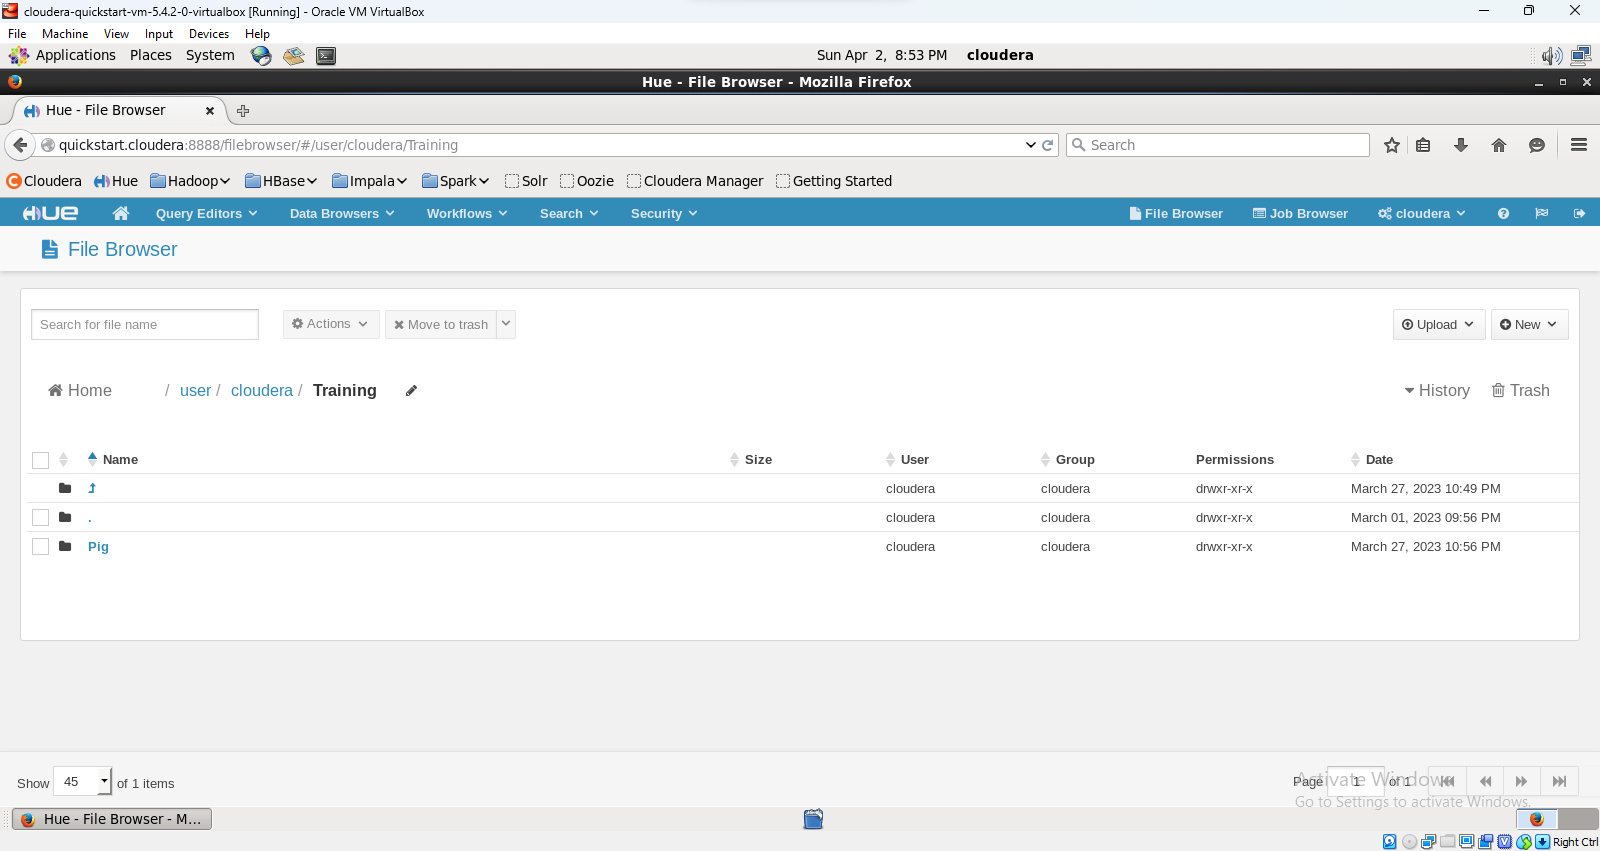 cloudera-quickstart-vm-5.4.2-0-virtualbox [Running] - Oracle VM VirtualBox
File Machine View Input Devices Help
Applications Places System Sun Apr 2, 8:53 PM cloudera
Hue - File Browser - Mozilla Firefox
Hue - File Browser
quickstart.cloudera:8888/filebrowser/#/user/cloudera/Training Search
Cloudera Hue Hadoop HBase Impala Spark Solr Oozie Cloudera Manager Getting Started
HUE Query Editors Data Browsers Workflows Search Security File Browser Job Browser cloudera
File Browser
Search for file name Actions Move to trash Upload New
Home / user / cloudera / Training History Trash
Name Size User Group Permissions Date
cloudera cloudera drwxr-xr-x March 27, 2023 10:49 PM
. cloudera cloudera drwxr-xr-x March 01, 2023 09:56 PM
Pig cloudera cloudera drwxr-xr-x March 27, 2023 10:56 PM
Show 45 of 1 items Page 1 of 1
Activate Windows
Go to Settings to activate Windows.
Hue - File Browser - M...
Right Ctrl